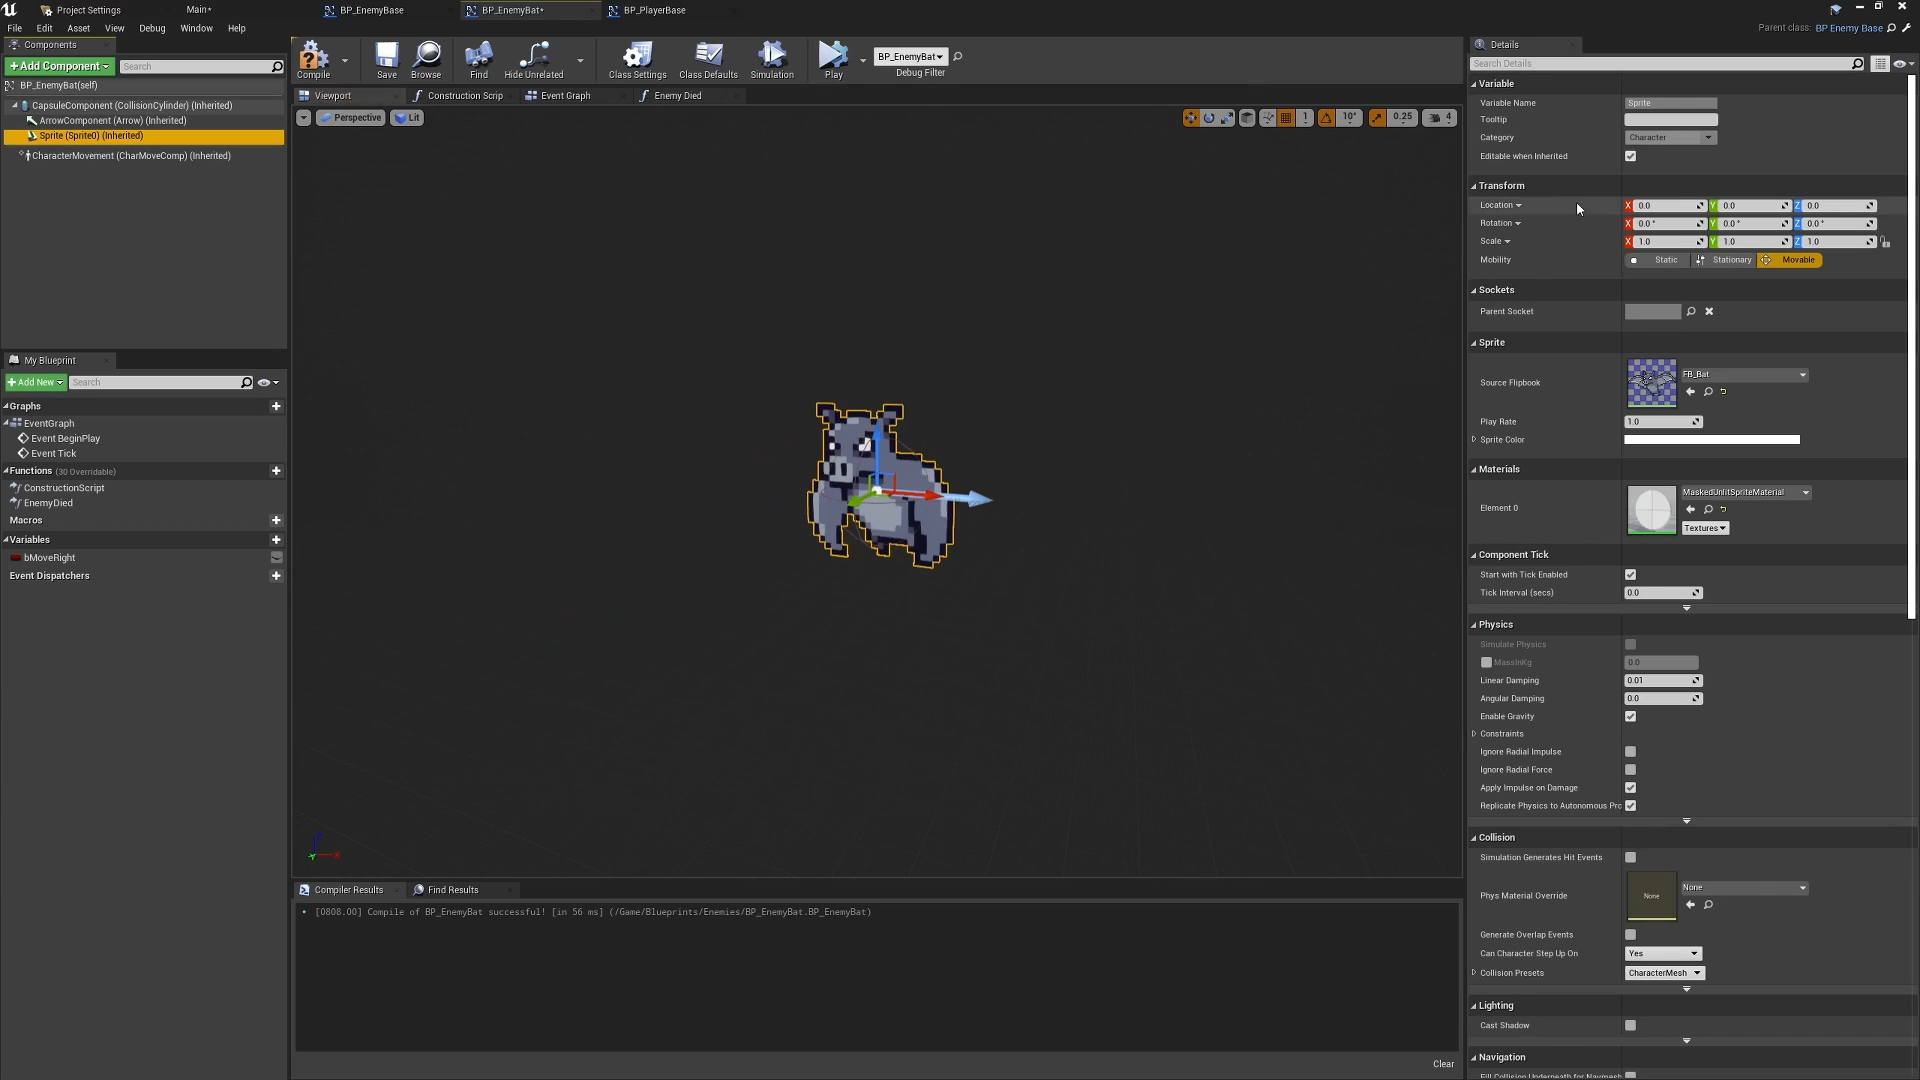 Project Settings
Main*
BP_EnemyBase
BP_EnemyBat*
BP_PlayerBase
File Edit Asset View Debug Window Help
Parent class: BP Enemy Base
Components
+Add Component
Search
BP_EnemyBat(self)
CapsuleComponent (CollisionCylinder) (Inherited)
ArrowComponent (Arrow) (Inherited)
Sprite (Sprite0) (Inherited)
CharacterMovement (CharMoveComp) (Inherited)
My Blueprint
+Add New
Search
Graphs
EventGraph
Event BeginPlay
Event Tick
Functions (30 Overridable)
ConstructionScript
EnemyDied
Macros
Variables
bMoveRight
Event Dispatchers
Compile
Save
Browse
Find
Hide Unrelated
Class Settings
Class Defaults
Simulation
Play
BP_EnemyBat
Debug Filter
Viewport
Construction Scrip
Event Graph
Enemy Died
Perspective
Lit
1
10°
0.25
4
Compiler Results
Find Results
• [0808.00] Compile of BP_EnemyBat successful! [in 56 ms] (/Game/Blueprints/Enemies/BP_EnemyBat.BP_EnemyBat)
Clear
Details
Search Details
Variable
Variable Name Sprite
Tooltip
Category Character
Editable when Inherited
Transform
Location X 0.0 Y 0.0 Z 0.0
Rotation X 0.0° Y 0.0° Z 0.0°
Scale X 1.0 Y 1.0 Z 1.0
Mobility Static Stationary Movable
Sockets
Parent Socket
Sprite
Source Flipbook FB_Bat
Play Rate 1.0
Sprite Color
Materials
Element 0 MaskedUnlitSpriteMaterial
Textures
Component Tick
Start with Tick Enabled
Tick Interval (secs) 0.0
Physics
Simulate Physics
MassInKg 0.0
Linear Damping 0.01
Angular Damping 0.0
Enable Gravity
Constraints
Ignore Radial Impulse
Ignore Radial Force
Apply Impulse on Damage
Replicate Physics to Autonomous Pro
Collision
Simulation Generates Hit Events
Phys Material Override None None
Generate Overlap Events
Can Character Step Up On Yes
Collision Presets CharacterMesh
Lighting
Cast Shadow
Navigation
Fill Collision Underneath for Navmesh